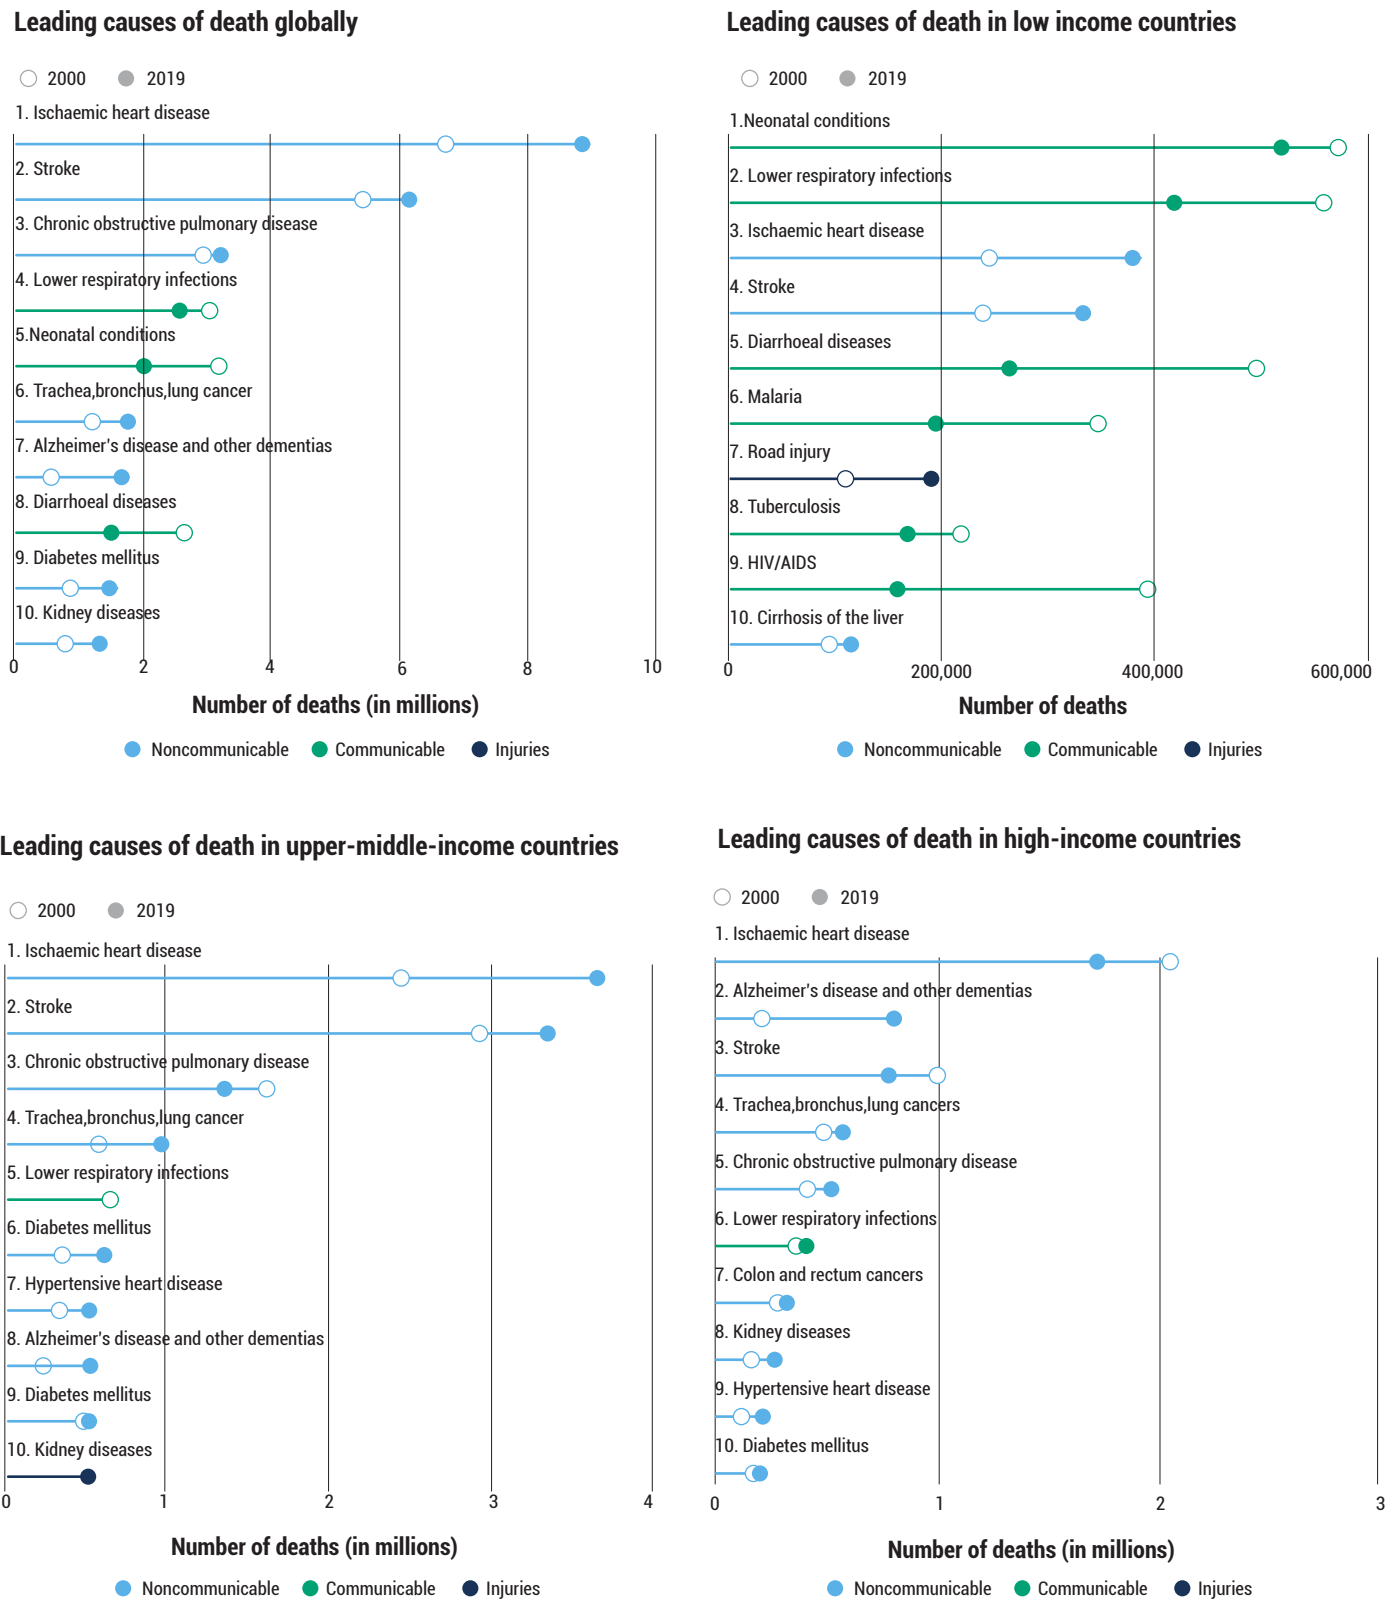 Leading causes of death globally
2000 2019
1. Ischaemic heart disease
2. Stroke
3. Chronic obstructive pulmonary disease
4. Lower respiratory infections
5.Neonatal conditions
6. Trachea,bronchus,lung cancer
7. Alzheimer's disease and other dementias
8. Diarrhoeal diseases
9. Diabetes mellitus
10. Kidney diseases
0 2 4 6 8 10
Number of deaths (in millions)
Noncommunicable Communicable Injuries
Leading causes of death in low income countries
2000 2019
1.Neonatal conditions
2. Lower respiratory infections
3. Ischaemic heart disease
4. Stroke
5. Diarrhoeal diseases
6. Malaria
7. Road injury
8. Tuberculosis
9. HIV/AIDS
10. Cirrhosis of the liver
0 200,000 400,000 600,000
Number of deaths
Noncommunicable Communicable Injuries
Leading causes of death in upper-middle-income countries
2000 2019
1. Ischaemic heart disease
2. Stroke
3. Chronic obstructive pulmonary disease
4. Trachea,bronchus,lung cancer
5. Lower respiratory infections
6. Diabetes mellitus
7. Hypertensive heart disease
8. Alzheimer's disease and other dementias
9. Diabetes mellitus
10. Kidney diseases
0 1 2 3 4
Number of deaths (in millions)
Noncommunicable Communicable Injuries
Leading causes of death in high-income countries
2000 2019
1. Ischaemic heart disease
2. Alzheimer's disease and other dementias
3. Stroke
4. Trachea,bronchus,lung cancers
5. Chronic obstructive pulmonary disease
6. Lower respiratory infections
7. Colon and rectum cancers
8. Kidney diseases
9. Hypertensive heart disease
10. Diabetes mellitus
0 1 2 3
Number of deaths (in millions)
Noncommunicable Communicable Injuries